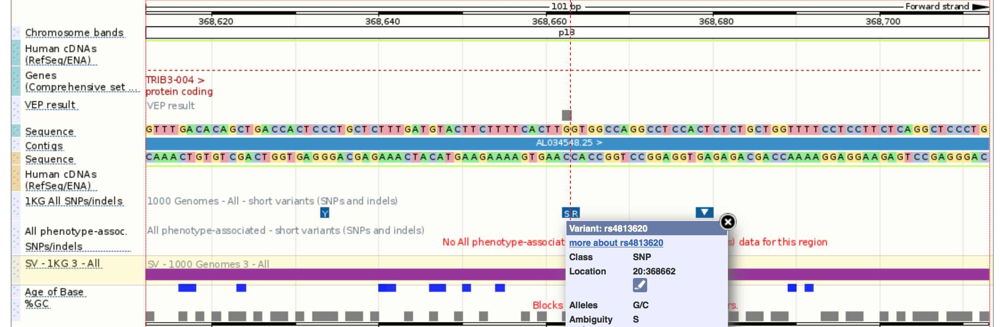 101 bp
Forward strand
368,620 368,640 368,660 368,680 368,700
Chromosome bands
p13
Human cDNAs
(RefSeq/ENA)
Genes
(Comprehensive set ...
TRIB3-004 >
protein coding
VEP result
VEP result
Sequence
GTTTGACACAGCTGACCACTCCCTGCTCTTTGATGTACTTCTTTTCACTTGGTGGCCAGGCCTCCACTCTCTGCTGGTTTTCCTCCTTCTCAGGCTCCCTG
Contigs
AL034548.25 >
Sequence
CAAACTGTGTCGACTGGTGAGGGACGAGAAACTACATGAAGAAAAGTGAACCACCGGTCCGGAGGTGAGAGACGACCAAAAGGAGGAAGAGTCCGAGGGAC
Human cDNAs
(RefSeq/ENA)
1KG All SNPs/indels
1000 Genomes - All - short variants (SNPs and indels)
Y S R
All phenotype-assoc.
SNPs/indels
All phenotype-associated - short variants (SNPs and indels)
No All phenotype-associat s) data for this region
SV - 1KG 3 - All
SV - 1000 Genomes 3 - All
Age of Base
%GC
Blocks rs.
Variant: rs4813620
more about rs4813620
Class SNP
Location 20:368662
Alleles G/C
Ambiguity S